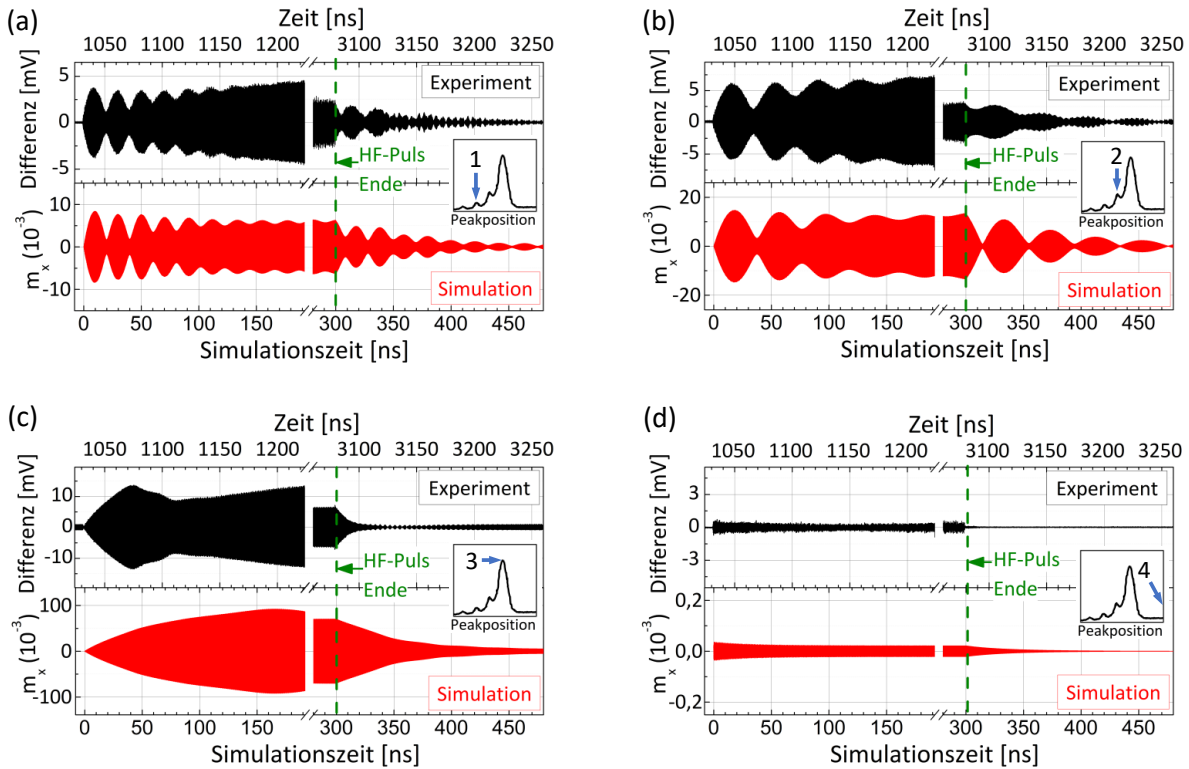 (a)
Zeit [ns]
1050 1100 1150 1200 3100 3150 3200 3250
Differenz [mV]
5
0
-5
Experiment
HF-Puls
Ende
1
Peakposition
m_x (10^-3)
10
0
-10
Simulation
0 50 100 150 300 350 400 450
Simulationszeit [ns]
(b)
Zeit [ns]
1050 1100 1150 1200 3100 3150 3200 3250
Differenz [mV]
5
0
-5
Experiment
HF-Puls
Ende
2
Peakposition
m_x (10^-3)
20
0
-20
Simulation
0 50 100 150 300 350 400 450
Simulationszeit [ns]
(c)
Zeit [ns]
1050 1100 1150 1200 3100 3150 3200 3250
Differenz [mV]
10
0
-10
Experiment
HF-Puls
Ende
3
Peakposition
m_x (10^-3)
100
0
-100
Simulation
0 50 100 150 300 350 400 450
Simulationszeit [ns]
(d)
Zeit [ns]
1050 1100 1150 1200 3100 3150 3200 3250
Differenz [mV]
3
0
-3
Experiment
HF-Puls
Ende
4
Peakposition
m_x (10^-3)
0,2
0,0
-0,2
Simulation
0 50 100 150 300 350 400 450
Simulationszeit [ns]